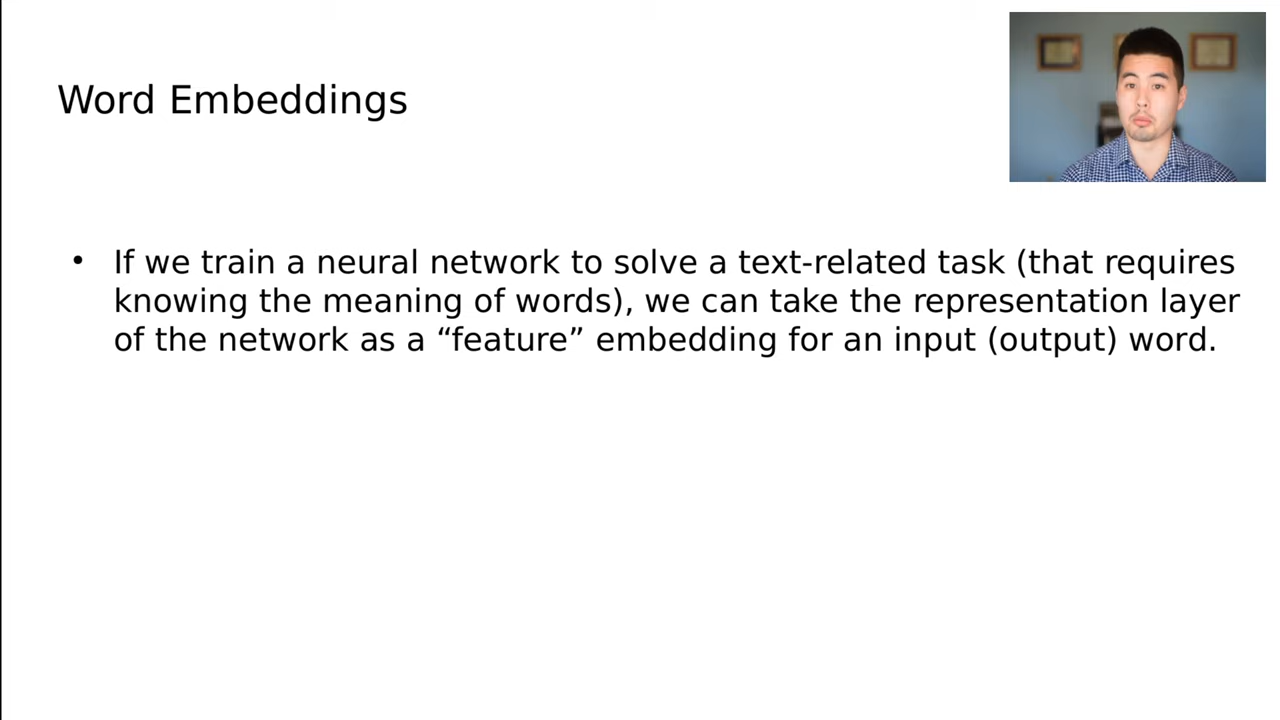 Word Embeddings
• If we train a neural network to solve a text-related task (that requires
knowing the meaning of words), we can take the representation layer
of the network as a “feature” embedding for an input (output) word.